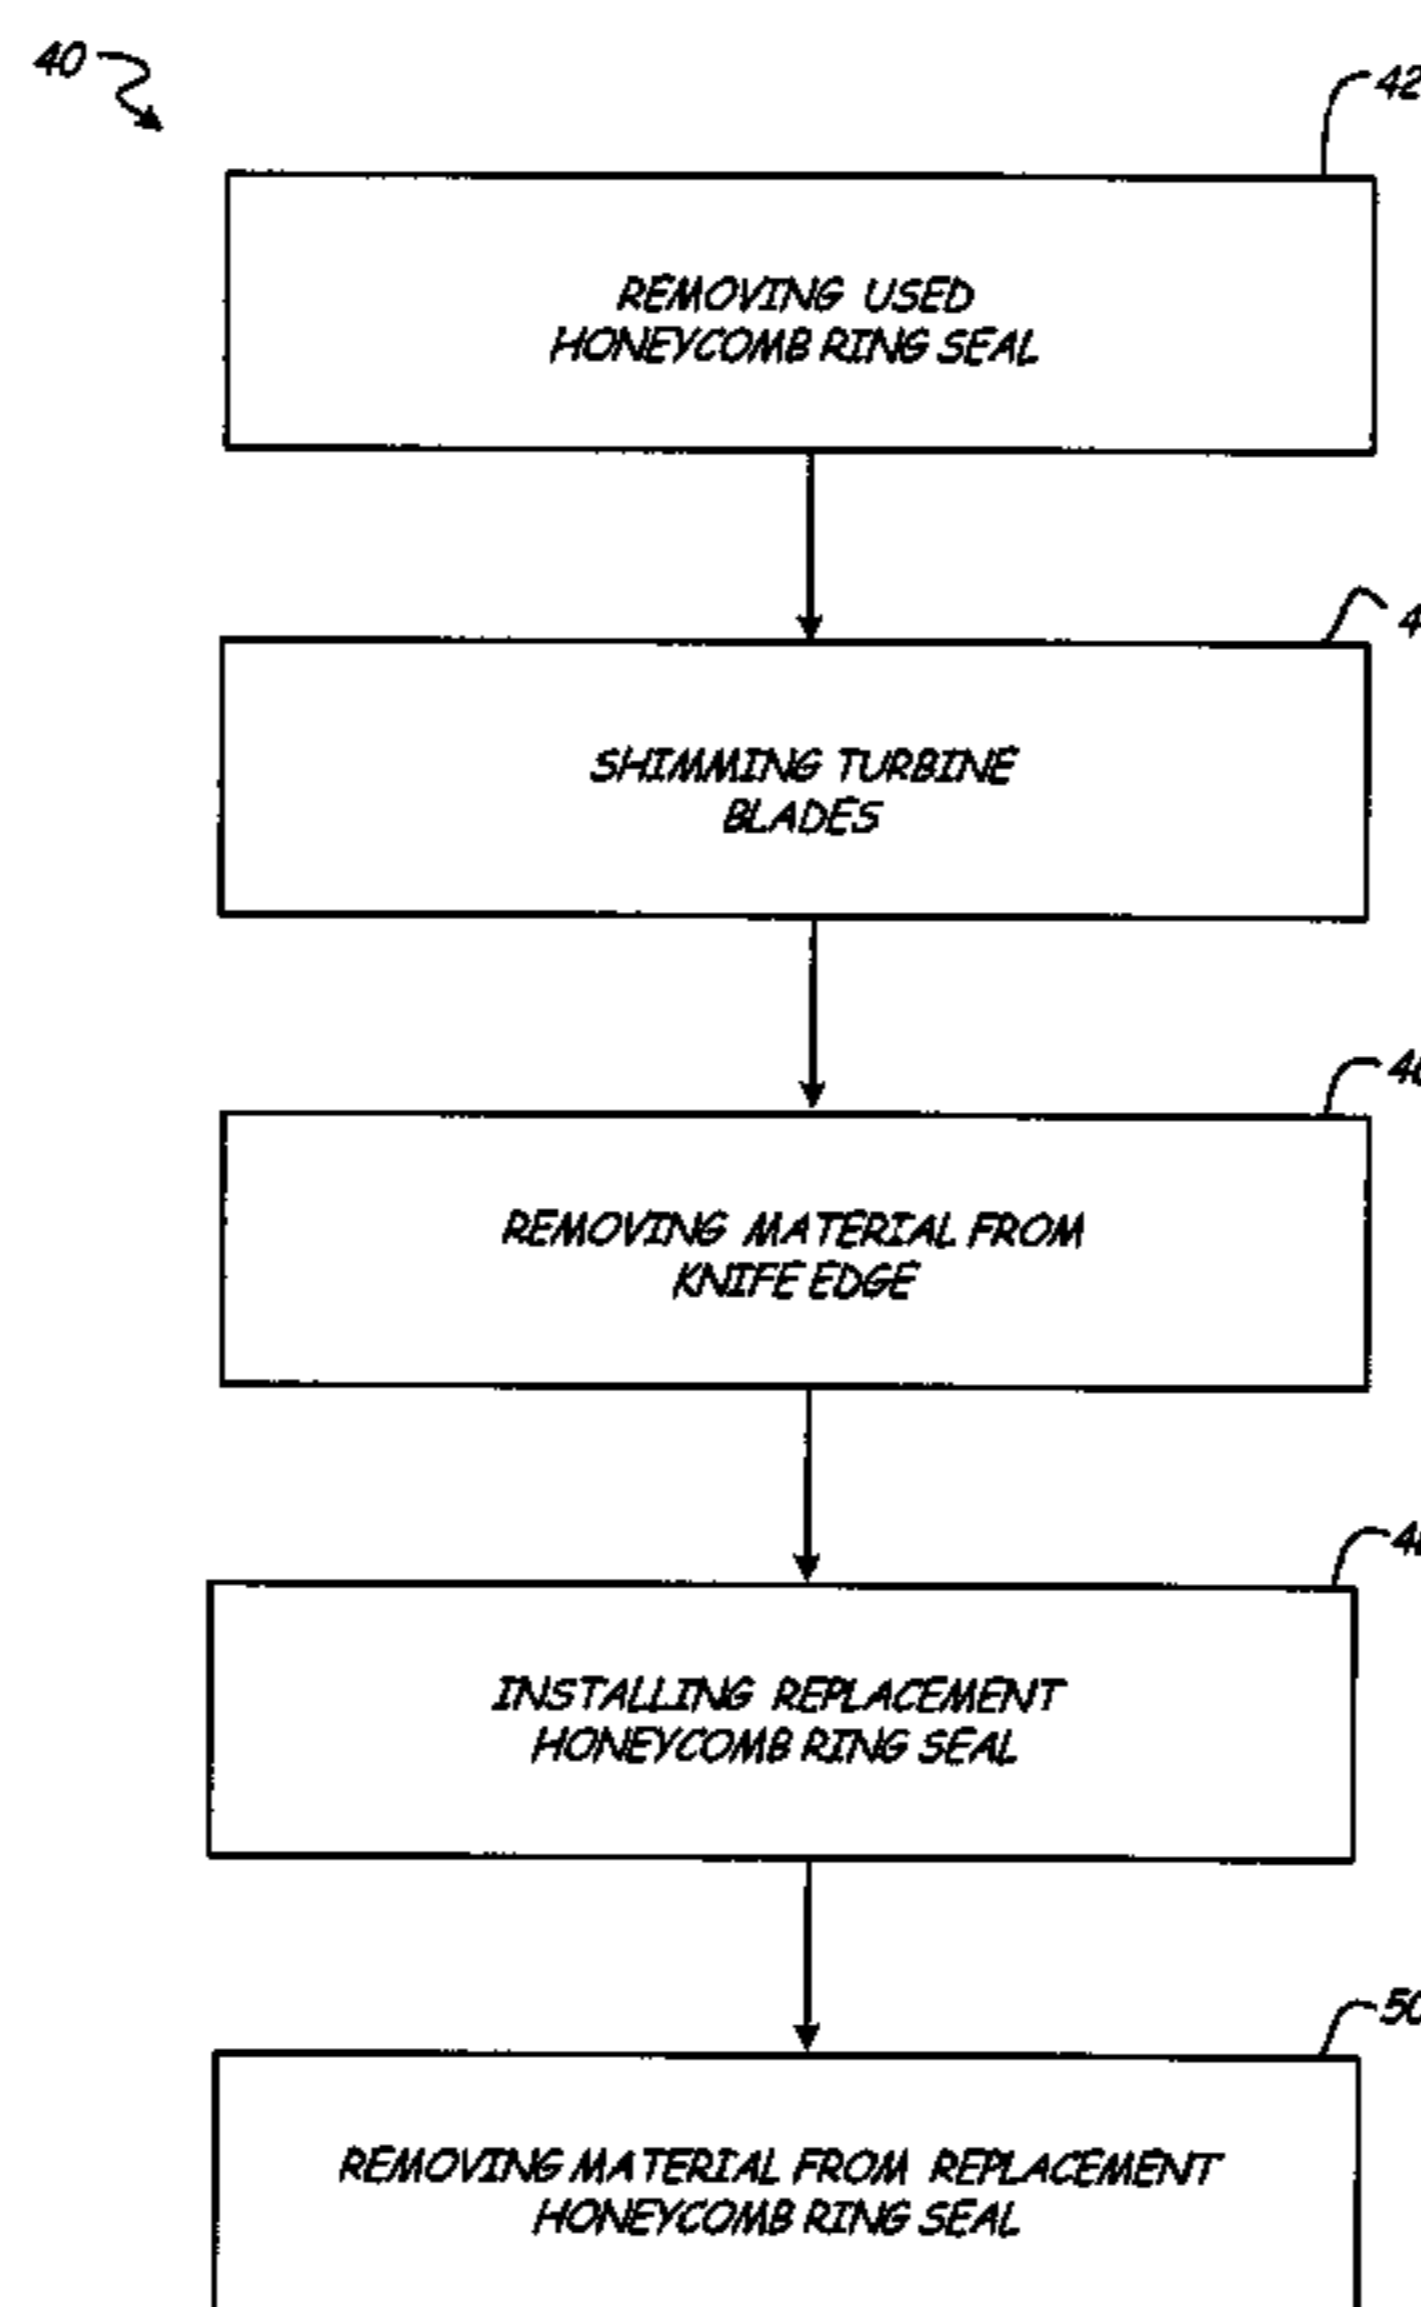 40
42
REMOVING USED
HONEYCOMB RING SEAL
SHIMMING TURBINE
BLADES
REMOVING MATERIAL FROM
KNIFE EDGE
INSTALLING REPLACEMENT
HONEYCOMB RING SEAL
50
REMOVING MATERIAL FROM REPLACEMENT
HONEYCOMB RING SEAL